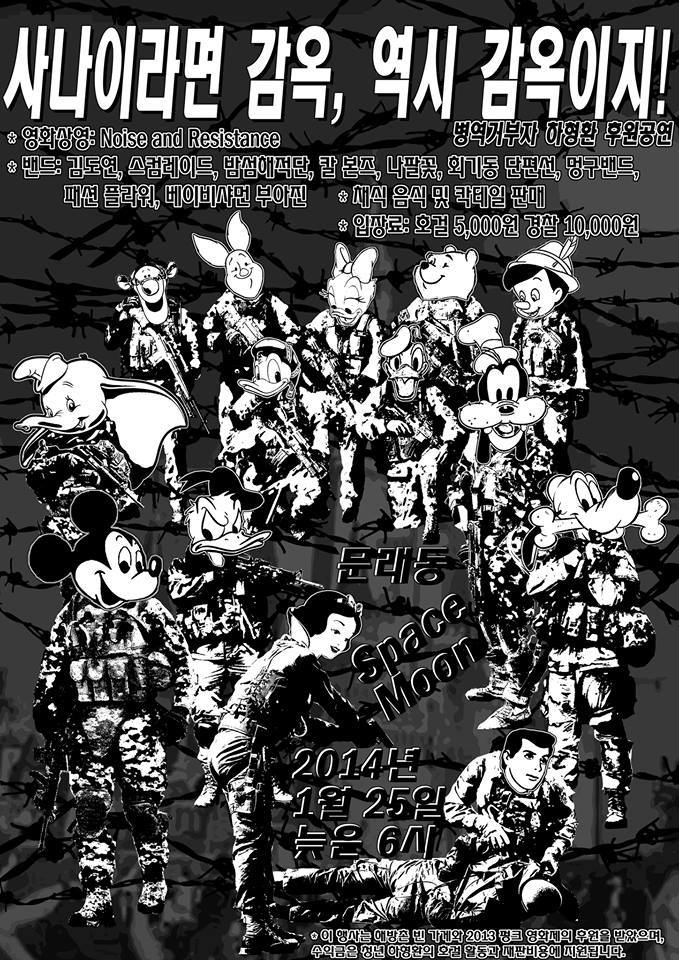 사나이라면 감옥, 역시 감옥이지!
* 영화상영: Noise and Resistance
병역거부자 하형환 후원공연
* 밴드: 김도연, 스컴레이드, 밤섬해적단, 칼 본즈, 나팔꽃, 회기동 단편선, 멍구밴드,
패션 플라워, 베이비샤면 부아진
* 채식 음식 및 칵테일 판매
* 입장료: 호걸 5,000원 경찰 10,000원
문래동
Space
Moon
2014년
1월 25일
늦은 6시
* 이 행사는 해방촌 빈 가게와 2013 펑크 영화제의 후원을 받았으며,
수익금은 청년 하형환의 호걸 활동과 재판비용에 지원됩니다.